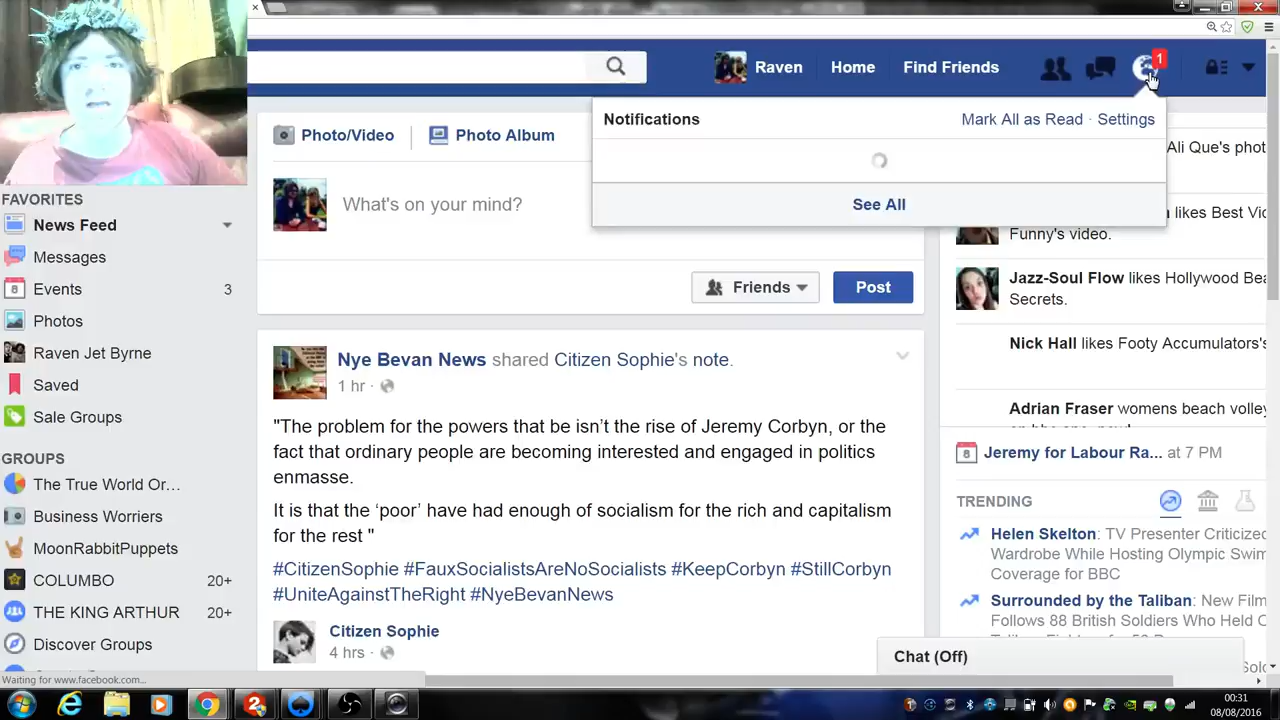 1
Raven
Home
Find Friends
Notifications
Mark All as Read · Settings
See All
Photo/Video
Photo Album
What's on your mind?
Friends
Post
FAVORITES
News Feed
Messages
Events 3
Photos
Raven Jet Byrne
Saved
Sale Groups
GROUPS
The True World Or...
Business Worriers
MoonRabbitPuppets
COLUMBO 20+
THE KING ARTHUR 20+
Discover Groups
Nye Bevan News shared Citizen Sophie's note.
1 hr ·
"The problem for the powers that be isn't the rise of Jeremy Corbyn, or the
fact that ordinary people are becoming interested and engaged in politics
enmasse.
It is that the 'poor' have had enough of socialism for the rich and capitalism
for the rest "
#CitizenSophie #FauxSocialistsAreNoSocialists #KeepCorbyn #StillCorbyn
#UniteAgainstTheRight #NyeBevanNews
Citizen Sophie
4 hrs ·
Ali Que's phot
likes Best Vid
Funny's video.
Jazz-Soul Flow likes Hollywood Bea
Secrets.
Nick Hall likes Footy Accumulators's
Adrian Fraser womens beach volley
8 Jeremy for Labour Ra... at 7 PM
TRENDING
Helen Skelton: TV Presenter Criticized
Wardrobe While Hosting Olympic Swim
Coverage for BBC
Surrounded by the Taliban: New Film
Follows 88 British Soldiers Who Held O
Chat (Off)
Waiting for www.facebook.com...
00:31
08/08/2016